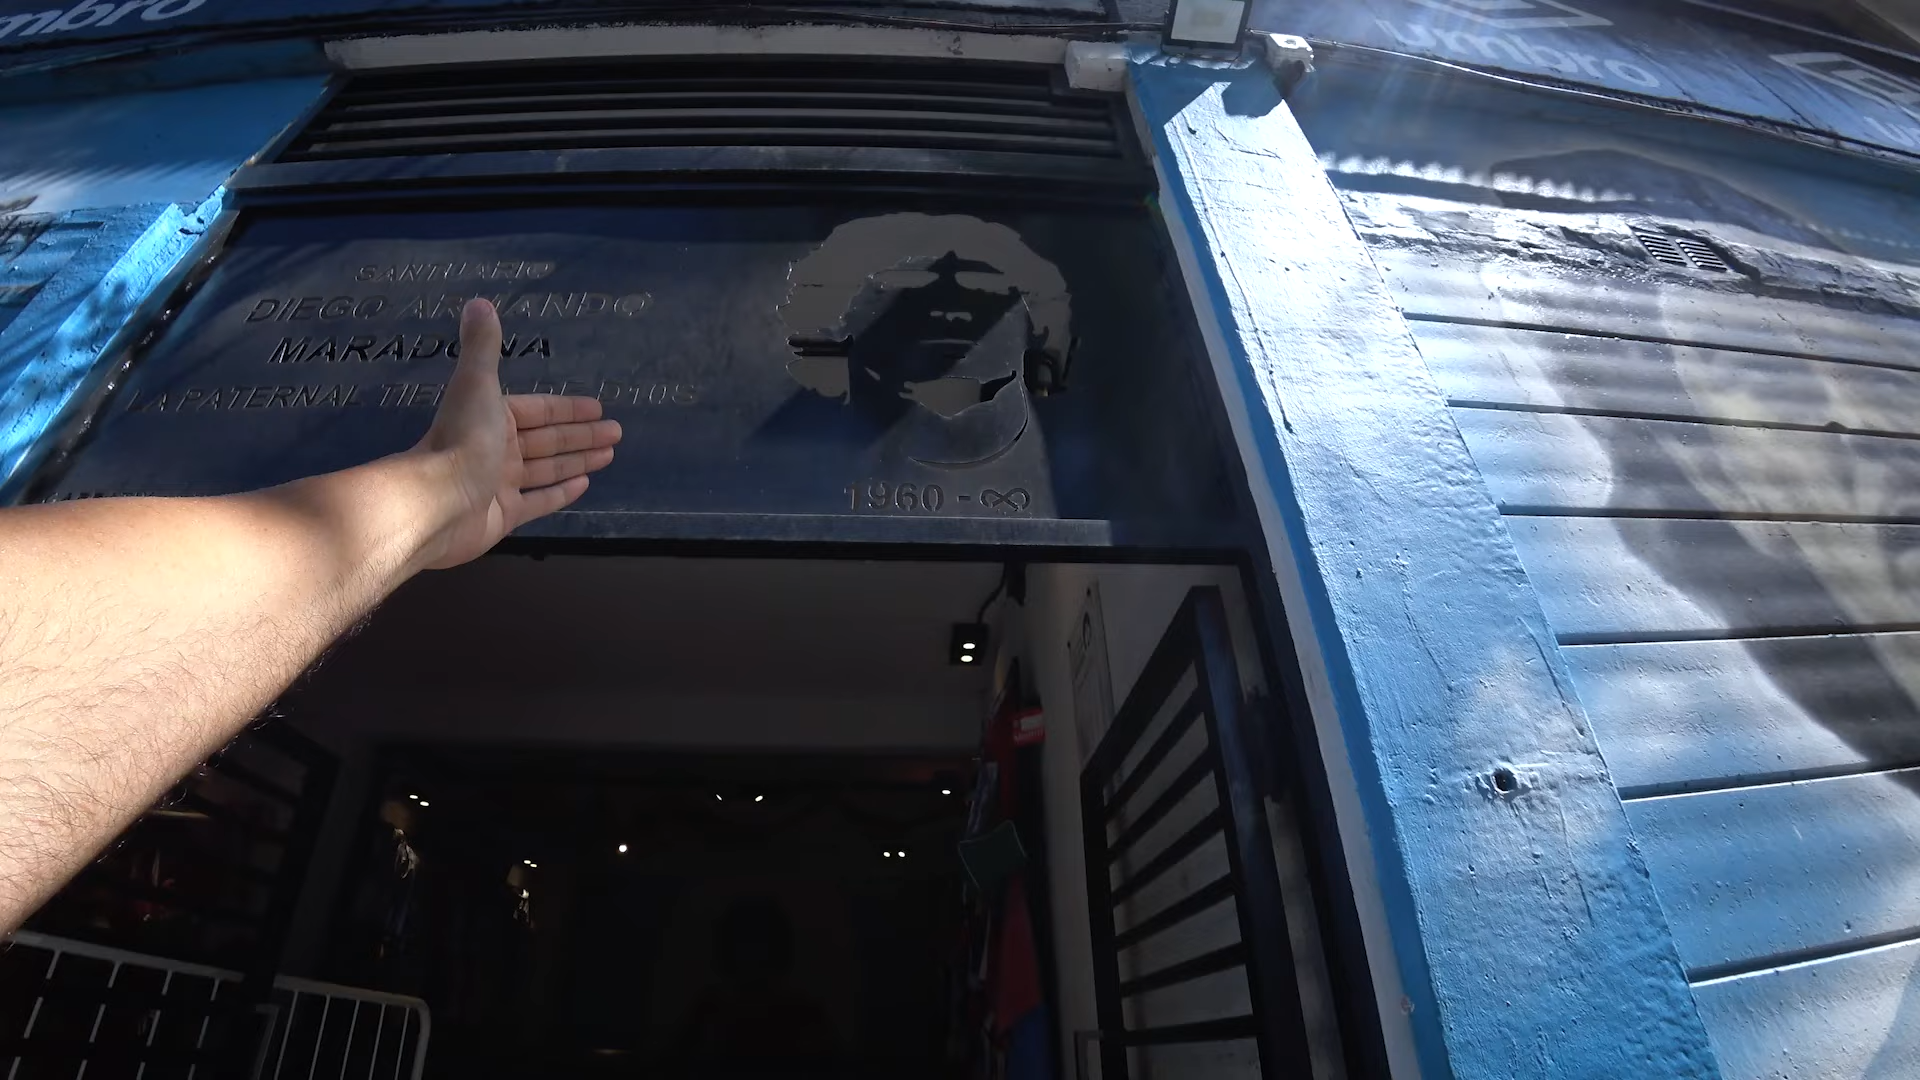 umbro
umbro
SANTUARIO
DIEGO ARMANDO
MARADONA
LA PATERNAL TIERRA DE D10S
1960 - ∞